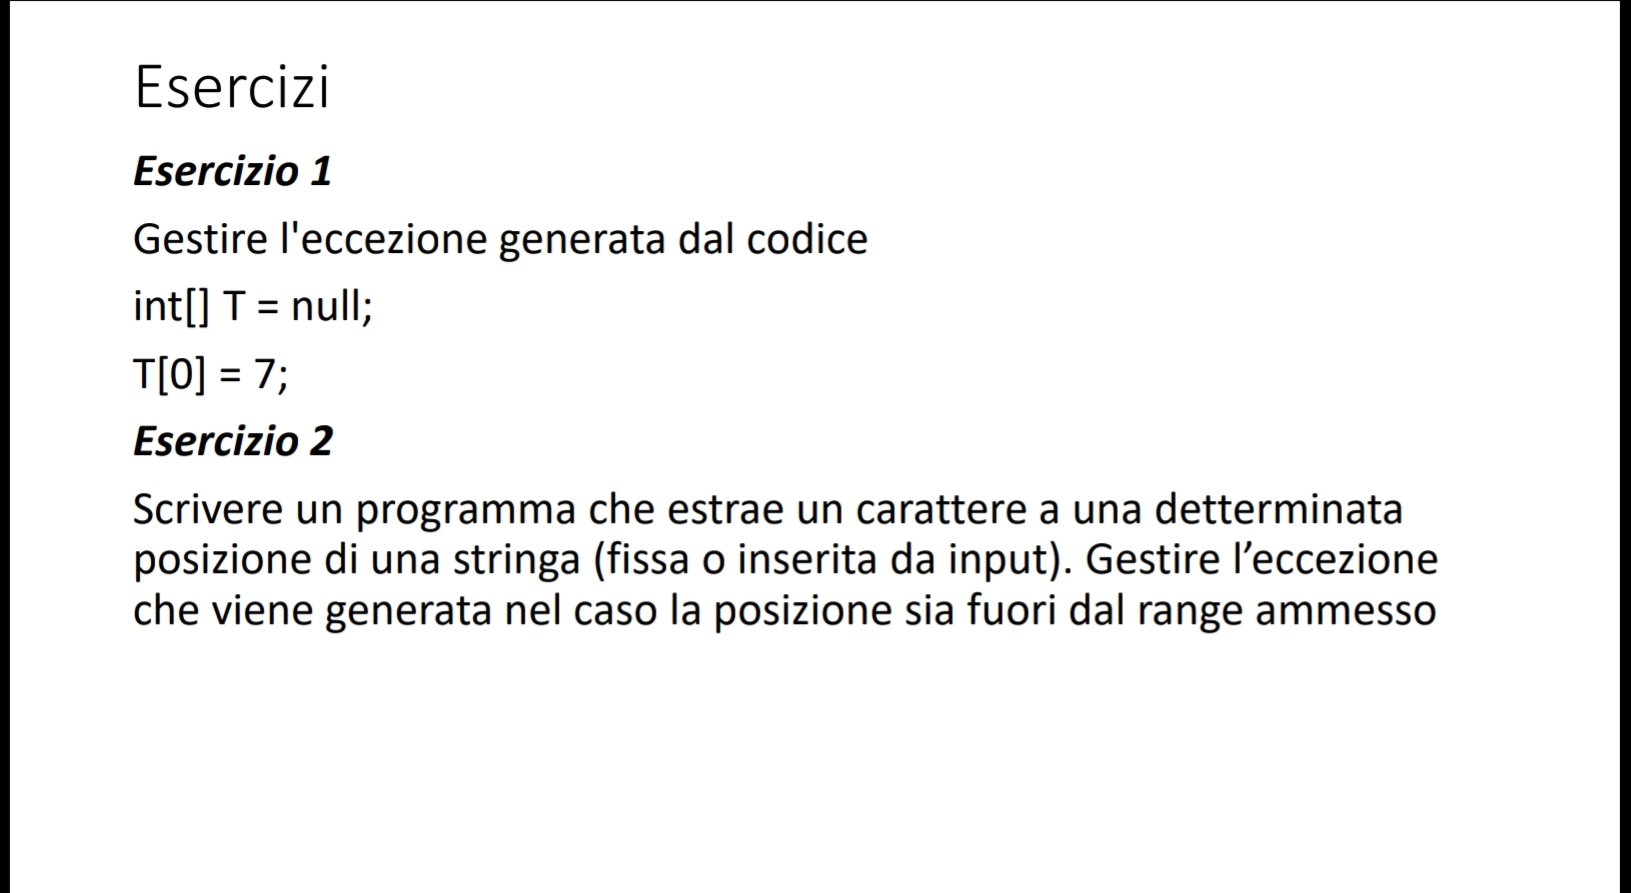 Esercizi
Esercizio 1
Gestire l'eccezione generata dal codice
int[] T = null;
T[0] = 7;
Esercizio 2
Scrivere un programma che estrae un carattere a una detterminata
posizione di una stringa (fissa o inserita da input). Gestire l’eccezione
che viene generata nel caso la posizione sia fuori dal range ammesso